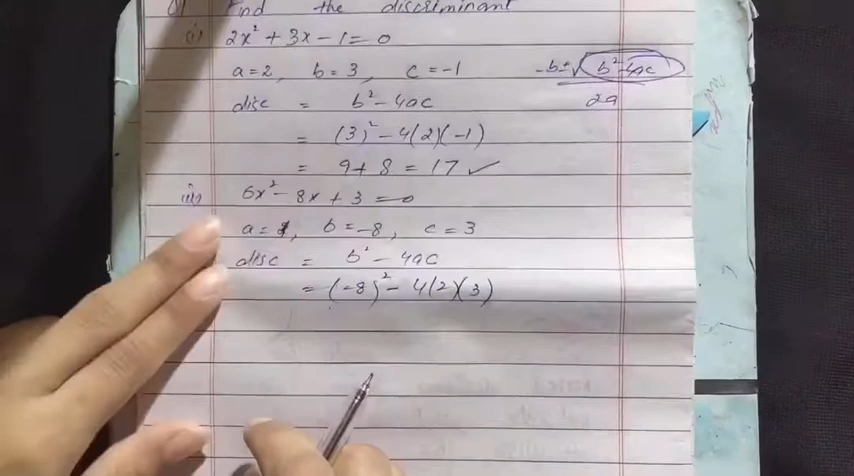 Find the discriminant
(i) 2x² + 3x - 1 = 0
a = 2, b = 3, c = -1
-b ± √b² - 4ac
2a
disc = b² - 4ac
= (3)² - 4(2)(-1)
= 9 + 8 = 17 ✓
(ii) 6x² - 8x + 3 = 0
a = , b = -8, c = 3
disc = b² - 4ac
= (-8)² - 4(2)(3)